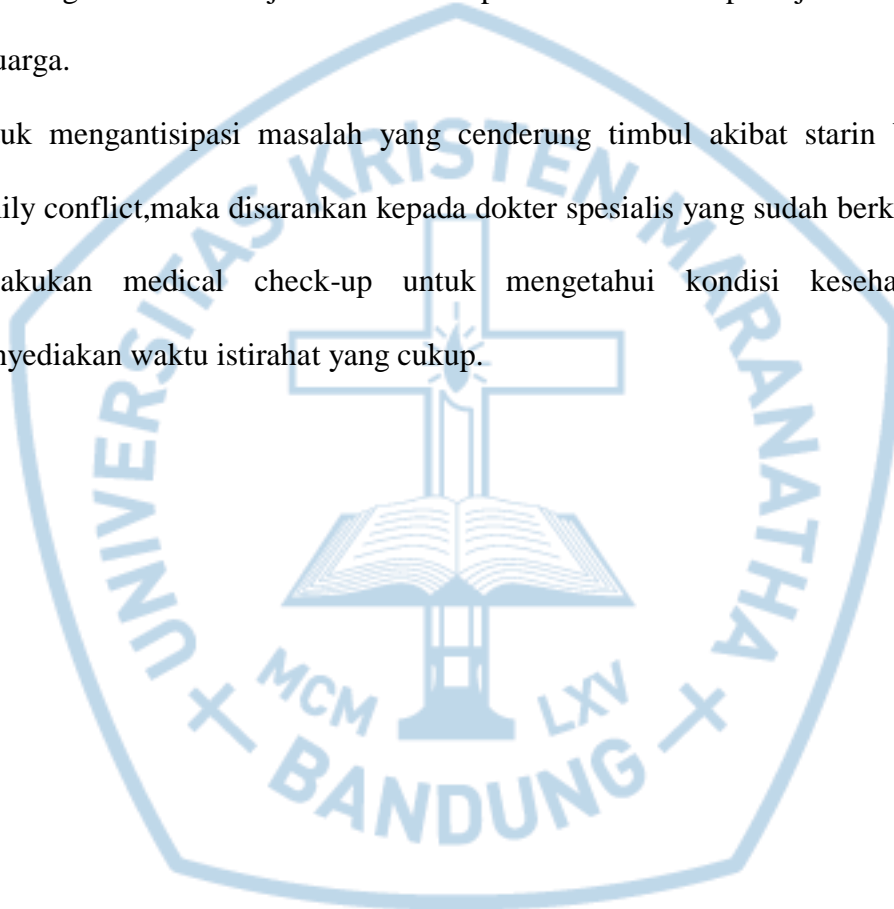 uarga.
uk mengantisipasi masalah yang cenderung timbul akibat starin
ily conflict,maka disarankan kepada dokter spesialis yang sudah berk
akukan medical check-up untuk mengetahui kondisi keseha
nyediakan waktu istirahat yang cukup.
UNIVERSITAS KRISTEN MARANATHA
MCM LXV
BANDUNG